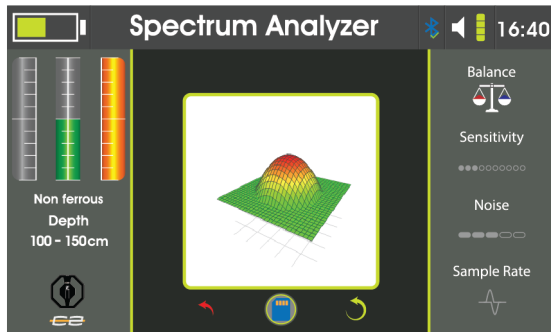 Spectrum Analyzer
16:40
Non ferrous
Depth
100 - 150cm
Balance
Sensitivity
Noise
Sample Rate